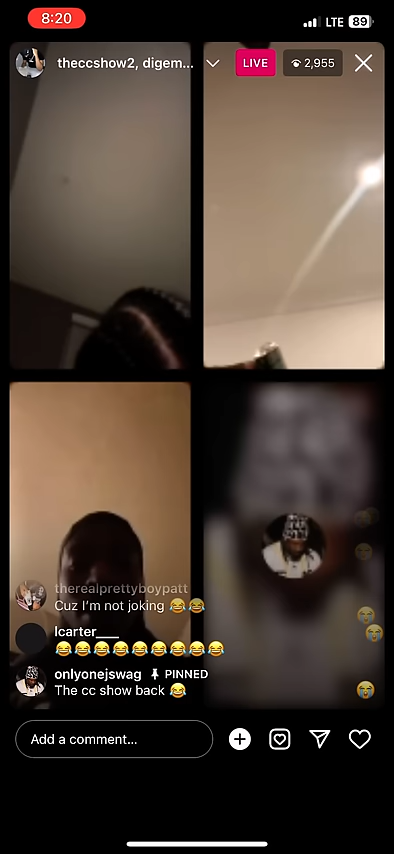 8:20
LTE 89
theccshow2, digem...
LIVE
2,955
therealprettyboypatt
Cuz I'm not joking 😂😂
lcarter___
😂😂😂😂😂😂😂😂😂
onlyonejswag PINNED
The cc show back 😂
Add a comment...